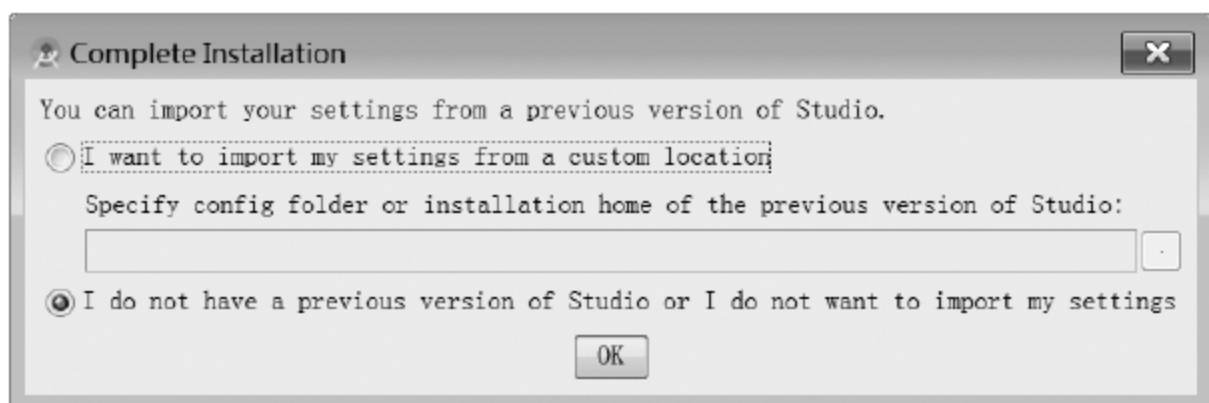 Complete Installation
You can import your settings from a previous version of Studio.
I want to import my settings from a custom location
Specify config folder or installation home of the previous version of Studio:
I do not have a previous version of Studio or I do not want to import my settings
OK